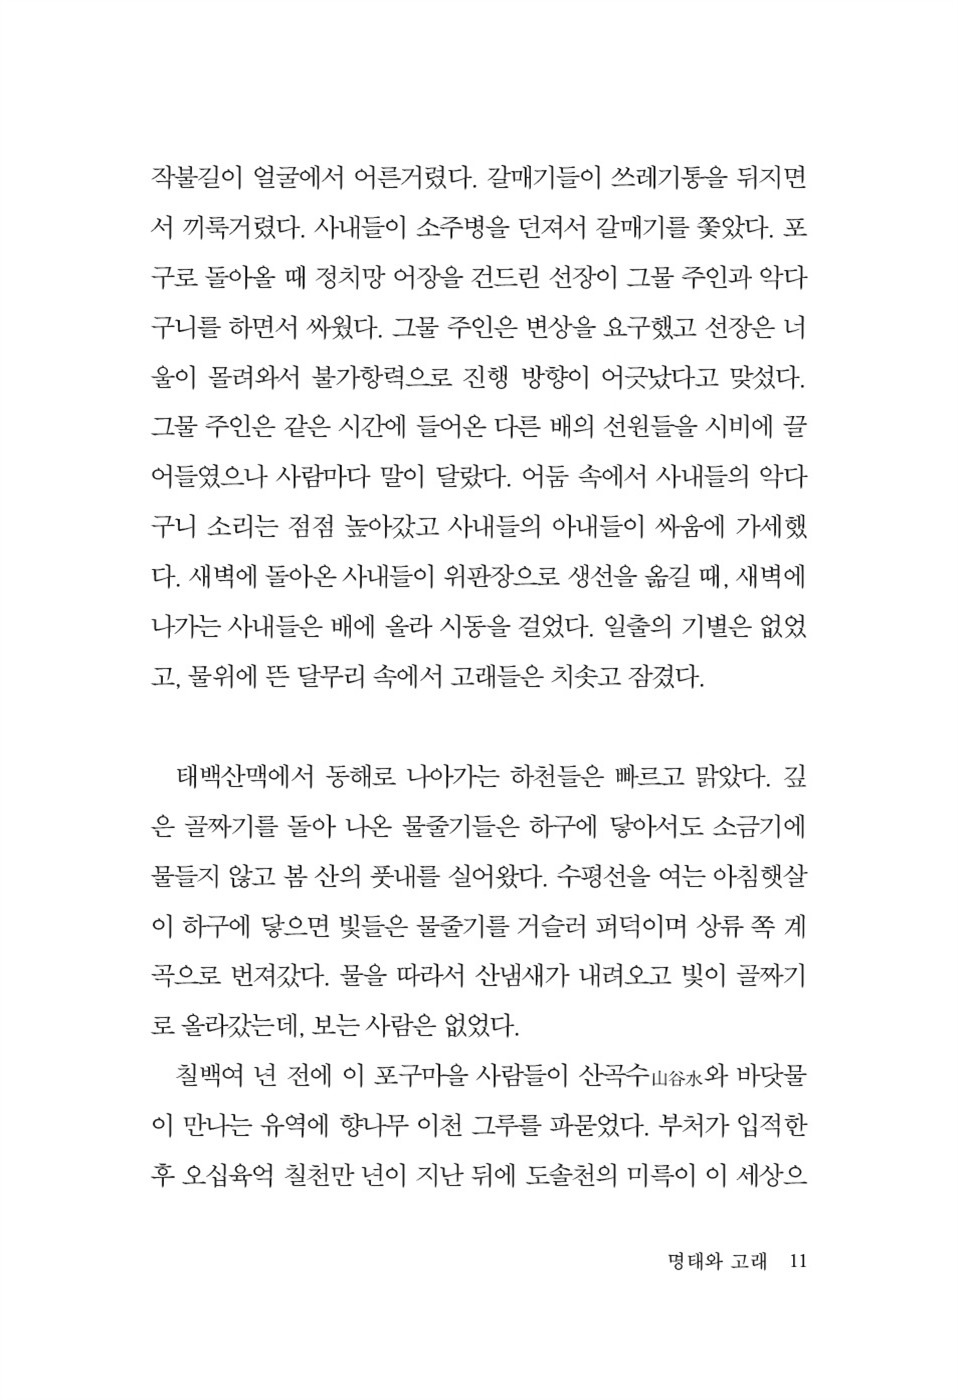 작불길이 얼굴에서 어른거렸다. 갈매기들이 쓰레기통을 뒤지면
서 끼룩거렸다. 사내들이 소주병을 던져서 갈매기를 쫓았다. 포
구로 돌아올 때 정치망 어장을 건드린 선장이 그물 주인과 악다
구니를 하면서 싸웠다. 그물 주인은 변상을 요구했고 선장은 너
울이 몰려와서 불가항력으로 진행 방향이 어긋났다고 맞섰다.
그물 주인은 같은 시간에 들어온 다른 배의 선원들을 시비에 끌
어들였으나 사람마다 말이 달랐다. 어둠 속에서 사내들의 악다
구니 소리는 점점 높아갔고 사내들의 아내들이 싸움에 가세했
다. 새벽에 돌아온 사내들이 위판장으로 생선을 옮길 때, 새벽에
나가는 사내들은 배에 올라 시동을 걸었다. 일출의 기별은 없었
고, 물위에 뜬 달무리 속에서 고래들은 치솟고 잠겼다.
태백산맥에서 동해로 나아가는 하천들은 빠르고 맑았다. 깊
은 골짜기를 돌아 나온 물줄기들은 하구에 닿아서도 소금기에
물들지 않고 봄 산의 풋내를 실어왔다. 수평선을 여는 아침햇살
이 하구에 닿으면 빛들은 물줄기를 거슬러 퍼덕이며 상류 쪽 계
곡으로 번져갔다. 물을 따라서 산냄새가 내려오고 빛이 골짜기
로 올라갔는데, 보는 사람은 없었다.
칠백여 년 전에 이 포구마을 사람들이 산곡수山谷水와 바닷물
이 만나는 유역에 향나무 이천 그루를 파묻었다. 부처가 입적한
후 오십육억 칠천만 년이 지난 뒤에 도솔천의 미륵이 이 세상으
명태와 고래 11